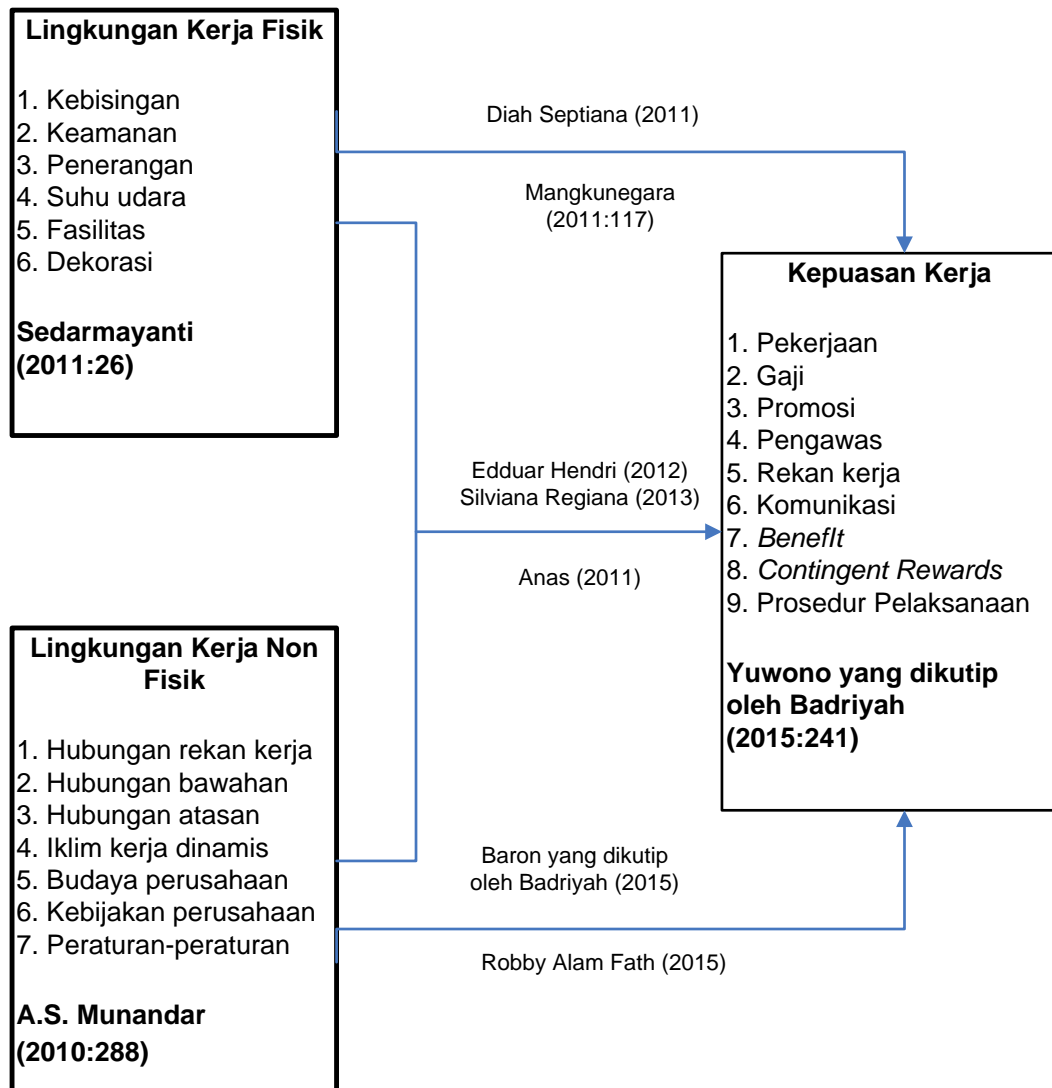 Lingkungan Kerja Fisik
1. Kebisingan
2. Keamanan
3. Penerangan
4. Suhu udara
5. Fasilitas
6. Dekorasi
Sedarmayanti
(2011:26)
Diah Septiana (2011)
Mangkunegara
(2011:117)
Kepuasan Kerja
1. Pekerjaan
2. Gaji
3. Promosi
4. Pengawas
5. Rekan kerja
6. Komunikasi
7. BenefIt
8. Contingent Rewards
9. Prosedur Pelaksanaan
Yuwono yang dikutip
oleh Badriyah
(2015:241)
Edduar Hendri (2012)
Silviana Regiana (2013)
Anas (2011)
Lingkungan Kerja Non
Fisik
1. Hubungan rekan kerja
2. Hubungan bawahan
3. Hubungan atasan
4. Iklim kerja dinamis
5. Budaya perusahaan
6. Kebijakan perusahaan
7. Peraturan-peraturan
A.S. Munandar
(2010:288)
Baron yang dikutip
oleh Badriyah (2015)
Robby Alam Fath (2015)